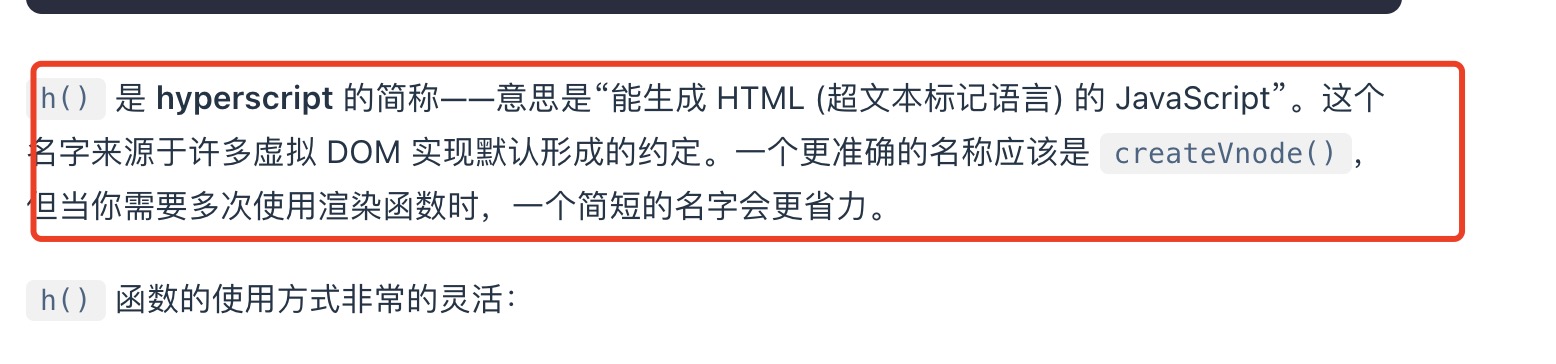 h() 是 hyperscript 的简称——意思是“能生成 HTML (超文本标记语言) 的 JavaScript”。这个
名字来源于许多虚拟 DOM 实现默认形成的约定。一个更准确的名称应该是 createVnode()，
但当你需要多次使用渲染函数时，一个简短的名字会更省力。
h() 函数的使用方式非常的灵活：